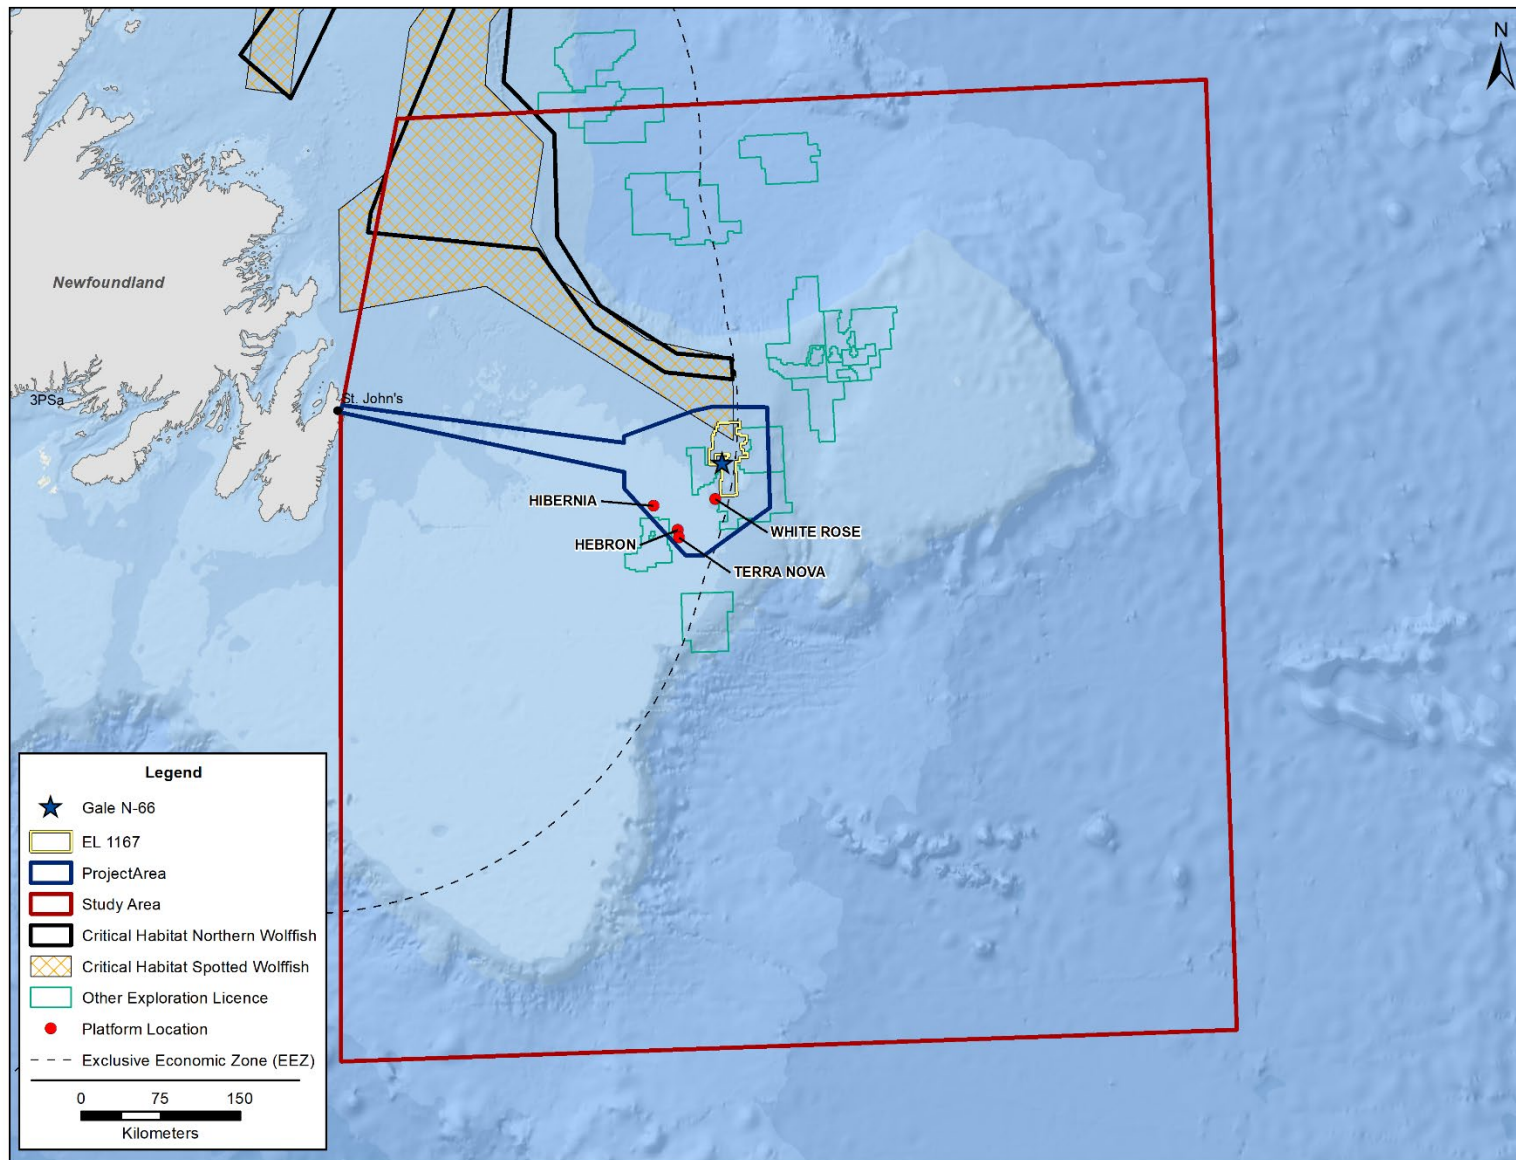 N
Newfoundland
3PSa
St. John's
HIBERNIA
WHITE ROSE
HEBRON
TERRA NOVA
Legend
Gale N-66
EL 1167
ProjectArea
Study Area
Critical Habitat Northern Wolffish
Critical Habitat Spotted Wolffish
Other Exploration Licence
Platform Location
Exclusive Economic Zone (EEZ)
0 75 150
Kilometers